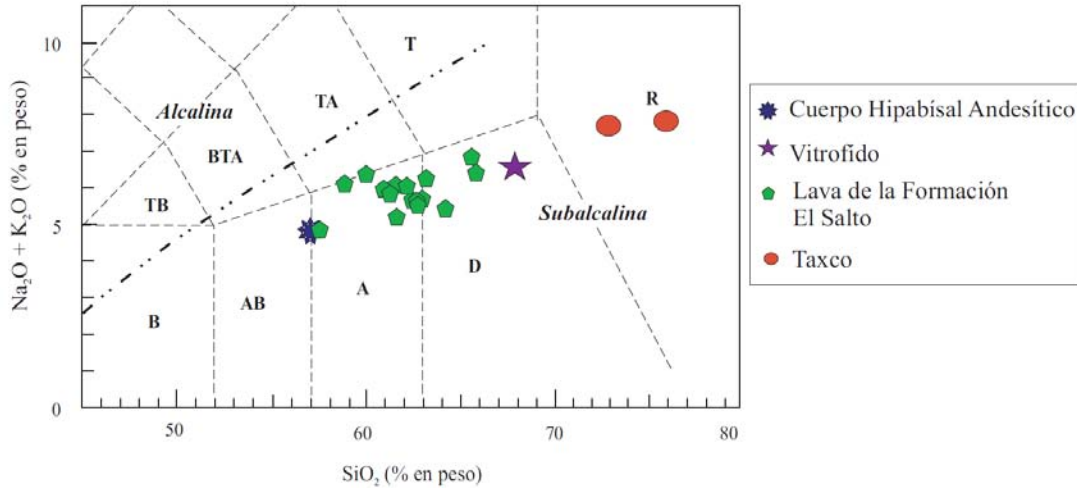 10
5
0
Na₂O + K₂O (% en peso)
T
TA
Alcalina
BTA
TB
B
AB
A
D
R
Subalcalina
50
60
70
80
SiO₂ (% en peso)
Cuerpo Hipabísal Andesítico
Vitrofido
Lava de la Formación
El Salto
Taxco